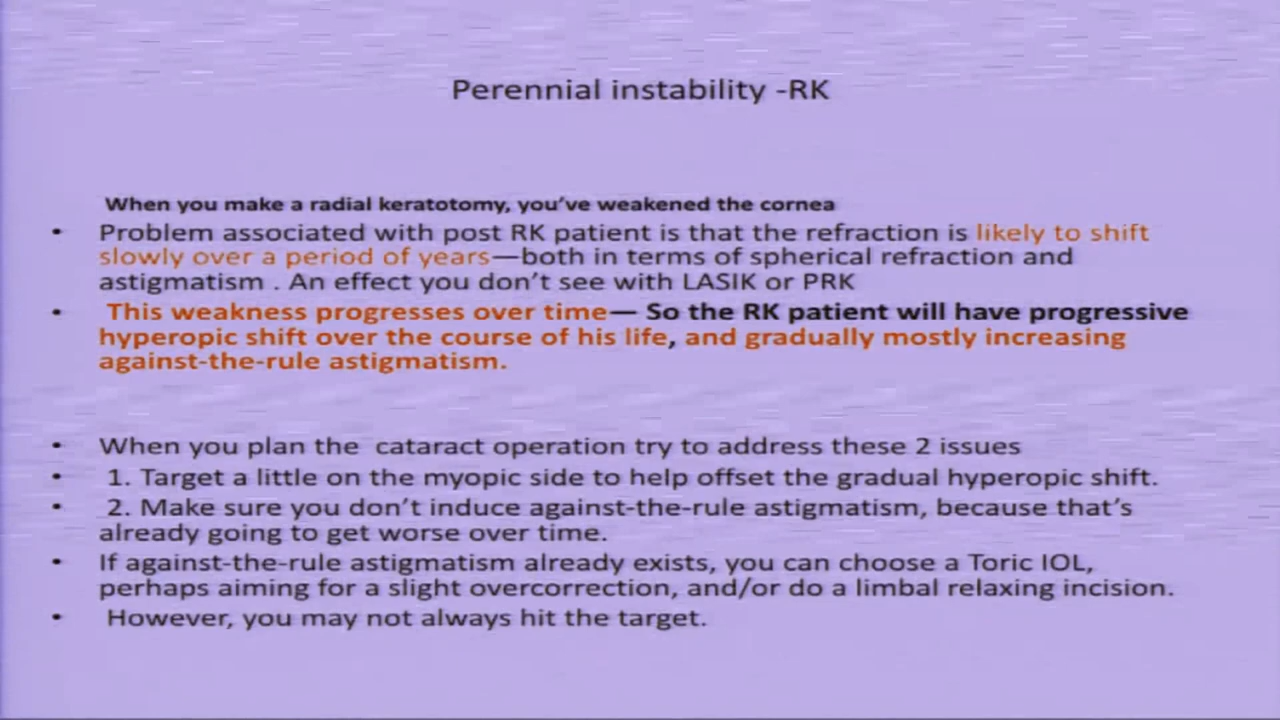 Perennial instability -RK
When you make a radial keratotomy, you've weakened the cornea
• Problem associated with post RK patient is that the refraction is likely to shift
slowly over a period of years—both in terms of spherical refraction and
astigmatism . An effect you don't see with LASIK or PRK
• This weakness progresses over time— So the RK patient will have progressive
hyperopic shift over the course of his life, and gradually mostly increasing
against-the-rule astigmatism.
• When you plan the cataract operation try to address these 2 issues
• 1. Target a little on the myopic side to help offset the gradual hyperopic shift.
• 2. Make sure you don't induce against-the-rule astigmatism, because that's
already going to get worse over time.
• If against-the-rule astigmatism already exists, you can choose a Toric IOL,
perhaps aiming for a slight overcorrection, and/or do a limbal relaxing incision.
• However, you may not always hit the target.